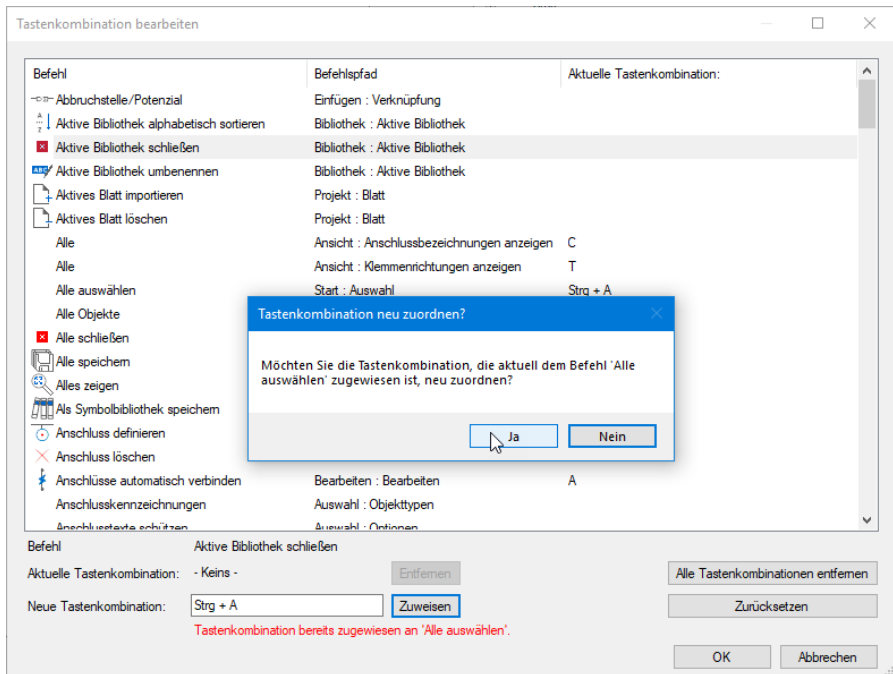 Tastenkombination bearbeiten
Befehl Befehlspfad Aktuelle Tastenkombination:
Abbruchstelle/Potenzial Einfügen : Verknüpfung
Aktive Bibliothek alphabetisch sortieren Bibliothek : Aktive Bibliothek
Aktive Bibliothek schließen Bibliothek : Aktive Bibliothek
ABC Aktive Bibliothek umbenennen Bibliothek : Aktive Bibliothek
Aktives Blatt importieren Projekt : Blatt
Aktives Blatt löschen Projekt : Blatt
Alle Ansicht : Anschlussbezeichnungen anzeigen C
Alle Ansicht : Klemmenrichtungen anzeigen T
Alle auswählen Start : Auswahl Strg + A
Alle Objekte
Alle schließen
Alle speichern
Alles zeigen
Als Symbolbibliothek speichern
Anschluss definieren
Anschluss löschen
Anschlüsse automatisch verbinden Bearbeiten : Bearbeiten A
Anschlusskennzeichnungen Auswahl : Objekttypen
Anschlusstexte schützen Auswahl : Optionen
Tastenkombination neu zuordnen?
Möchten Sie die Tastenkombination, die aktuell dem Befehl 'Alle
auswählen' zugewiesen ist, neu zuordnen?
Ja Nein
Befehl Aktive Bibliothek schließen
Aktuelle Tastenkombination: - Keins - Entfernen Alle Tastenkombinationen entfernen
Neue Tastenkombination: Strg + A Zuweisen Zurücksetzen
Tastenkombination bereits zugewiesen an 'Alle auswählen'.
OK Abbrechen